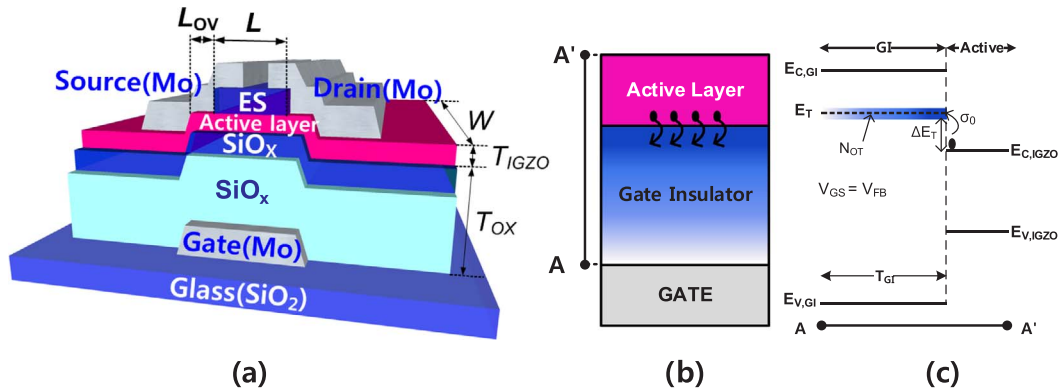 L_OV L
Source(Mo)
Drain(Mo)
ES
Active layer
W
SiO_X
T_IGZO
SiO_x
T_OX
Gate(Mo)
Glass(SiO_2)
(a)
A'
Active Layer
Gate Insulator
A
GATE
(b)
GI Active
E_C,GI
E_T
σ_0
ΔE_T
N_OT
E_C,IGZO
V_GS = V_FB
E_V,IGZO
T_GI
E_V,GI
A A'
(c)